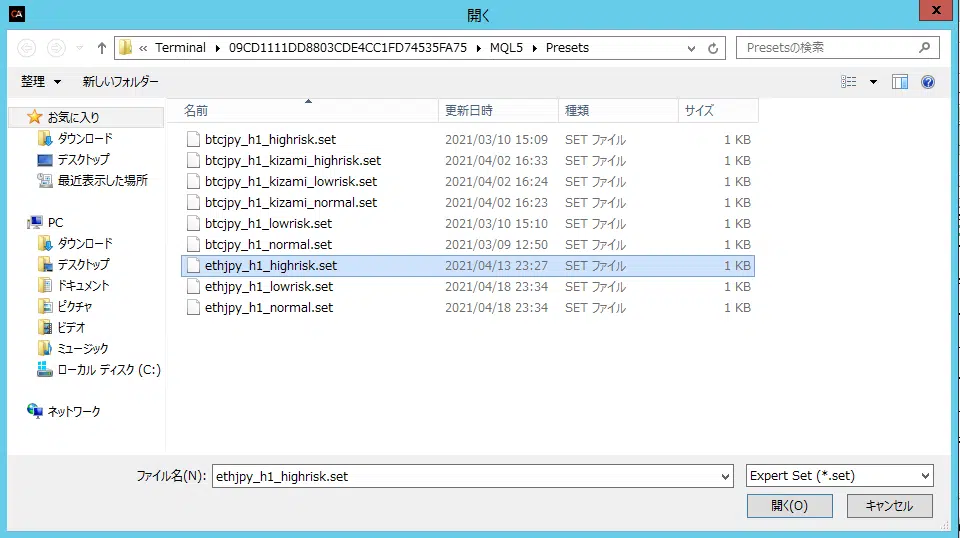 CA
開く
x
« Terminal ▸ 09CD1111DD8803CDE4CC1FD74535FA75 ▸ MQL5 ▸ Presets
Presetsの検索
整理 ▼ 新しいフォルダー
お気に入り
ダウンロード
デスクトップ
最近表示した場所
PC
ダウンロード
デスクトップ
ドキュメント
ピクチャ
ビデオ
ミュージック
ローカル ディスク (C:)
ネットワーク
名前 更新日時 種類 サイズ
btcjpy_h1_highrisk.set 2021/03/10 15:09 SET ファイル 1 KB
btcjpy_h1_kizami_highrisk.set 2021/04/02 16:33 SET ファイル 1 KB
btcjpy_h1_kizami_lowrisk.set 2021/04/02 16:24 SET ファイル 1 KB
btcjpy_h1_kizami_normal.set 2021/04/02 16:23 SET ファイル 1 KB
btcjpy_h1_lowrisk.set 2021/03/10 15:10 SET ファイル 1 KB
btcjpy_h1_normal.set 2021/03/09 12:50 SET ファイル 1 KB
ethjpy_h1_highrisk.set 2021/04/13 23:27 SET ファイル 1 KB
ethjpy_h1_lowrisk.set 2021/04/18 23:34 SET ファイル 1 KB
ethjpy_h1_normal.set 2021/04/18 23:34 SET ファイル 1 KB
ファイル名(N): ethjpy_h1_highrisk.set Expert Set (*.set)
開く(O) キャンセル